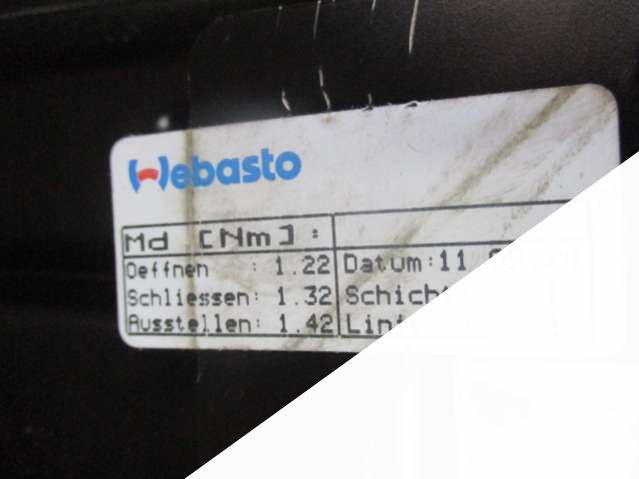 Webasto
Md [Nm] :
Oeffnen : 1.22 Datum:11
Schliessen: 1.32
Ausstellen: 1.42